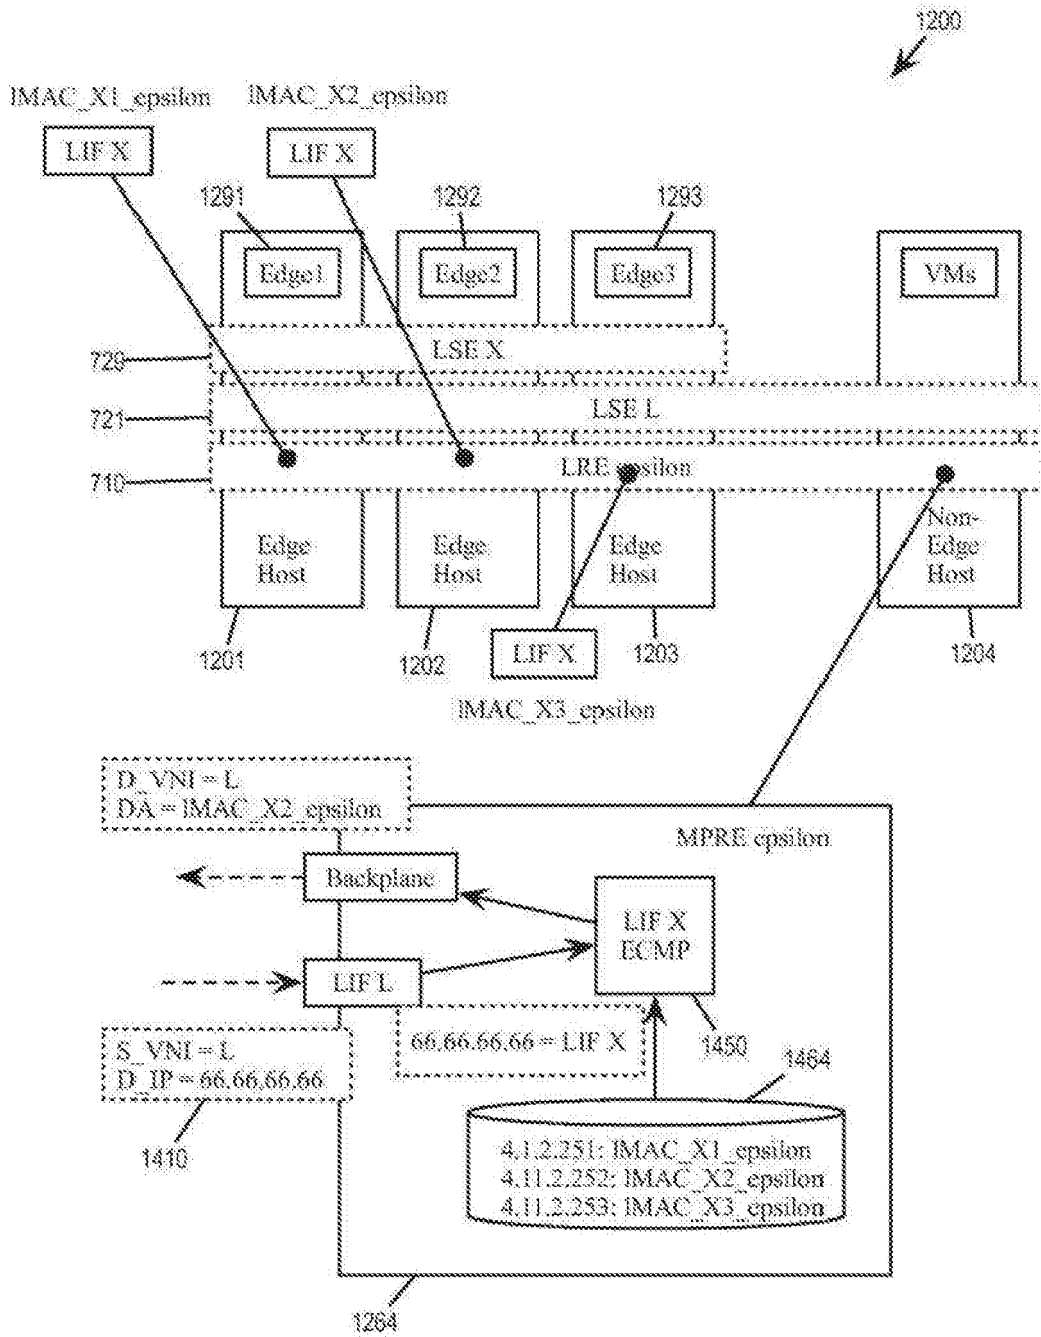 1200
lMAC_X1_epsilon
lMAC_X2_epsilon
LIF X
LIF X
1291
1292
1293
Edge1
Edge2
Edge3
VMs
LSE X
729
LSE L
721
LRE epsilon
710
Edge Host
Edge Host
Edge Host
Non-Edge Host
1201
1202
LIF X
1203
1204
lMAC_X3_epsilon
D_VNI = L
DA = lMAC_X2_epsilon
MPRE epsilon
Backplane
LIF X
ECMP
LIF L
66.66.66.66 = LIF X
1450
S_VNI = L
D_IP = 66.66.66.66
1410
1464
4.1.2.251: lMAC_X1_epsilon
4.11.2.252: lMAC_X2_epsilon
4.11.2.253: lMAC_X3_epsilon
1264